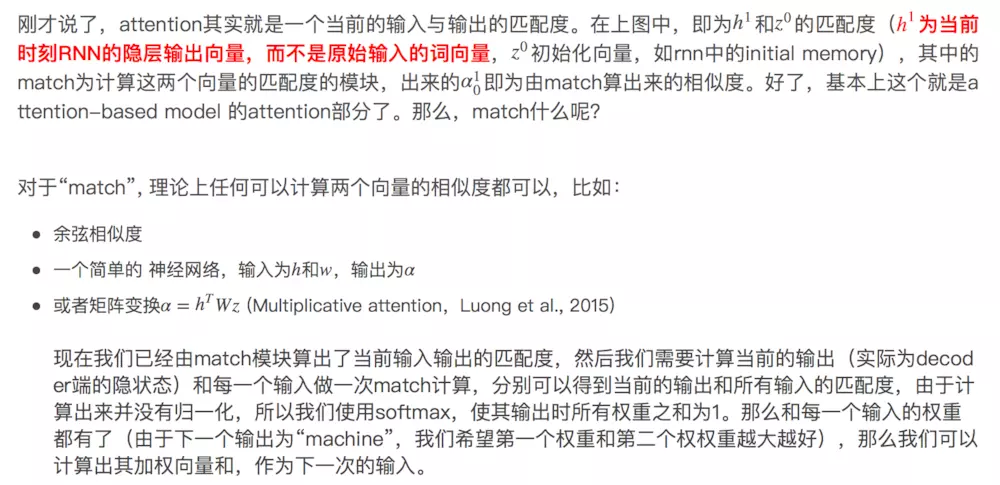 刚才说了，attention其实就是一个当前的输入与输出的匹配度。在上图中，即为h¹和z⁰的匹配度（h¹为当前
时刻RNN的隐层输出向量，而不是原始输入的词向量，z⁰初始化向量，如rnn中的initial memory），其中的
match为计算这两个向量的匹配度的模块，出来的α₀¹即为由match算出来的相似度。好了，基本上这个就是a
ttention-based model 的attention部分了。那么，match什么呢？
对于“match”, 理论上任何可以计算两个向量的相似度都可以，比如：
• 余弦相似度
• 一个简单的 神经网络，输入为h和w，输出为α
• 或者矩阵变换α = hᵀWz (Multiplicative attention，Luong et al., 2015)
现在我们已经由match模块算出了当前输入输出的匹配度，然后我们需要计算当前的输出（实际为decod
er端的隐状态）和每一个输入做一次match计算，分别可以得到当前的输出和所有输入的匹配度，由于计
算出来并没有归一化，所以我们使用softmax，使其输出时所有权重之和为1。那么和每一个输入的权重
都有了（由于下一个输出为“machine”，我们希望第一个权重和第二个权权重越大越好），那么我们可以
计算出其加权向量和，作为下一次的输入。